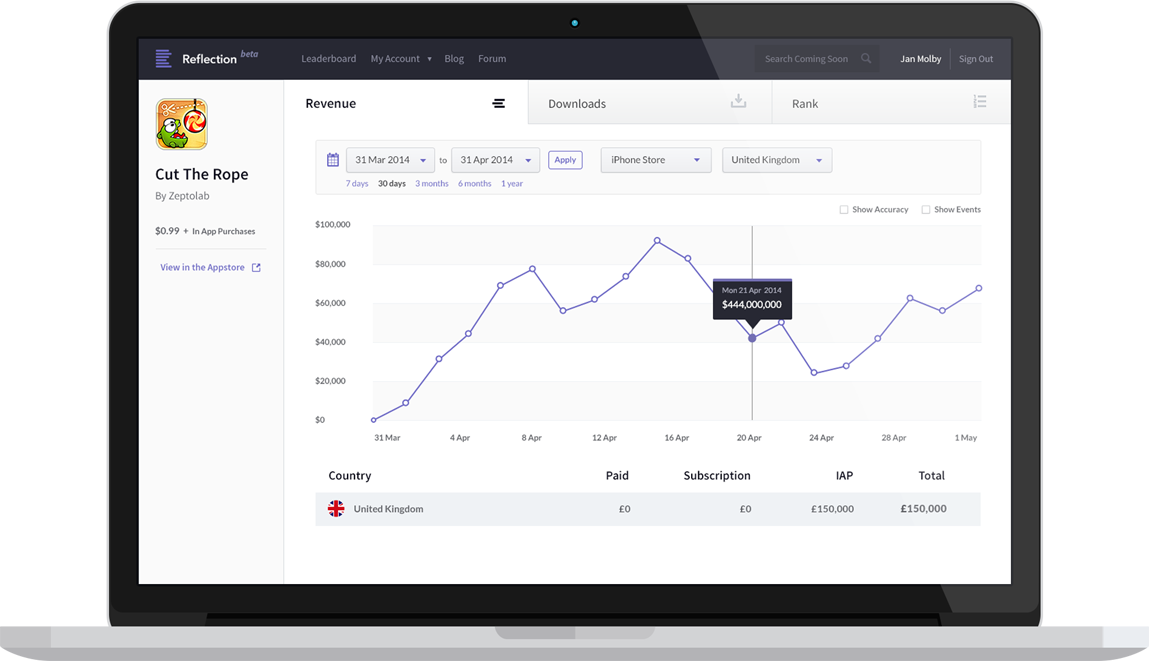 Reflection beta
Leaderboard My Account Blog Forum
Search Coming Soon
Jan Molby Sign Out
Cut The Rope
By Zeptolab
$0.99 + In App Purchases
View in the Appstore
Revenue Downloads Rank
31 Mar 2014 to 31 Apr 2014 Apply iPhone Store United Kingdom
7 days 30 days 3 months 6 months 1 year
Show Accuracy Show Events
$100,000
$80,000
$60,000
$40,000
$20,000
$0
Mon 21 Apr 2014
$444,000,000
31 Mar 4 Apr 8 Apr 12 Apr 16 Apr 20 Apr 24 Apr 28 Apr 1 May
Country Paid Subscription IAP Total
United Kingdom £0 £0 £150,000 £150,000